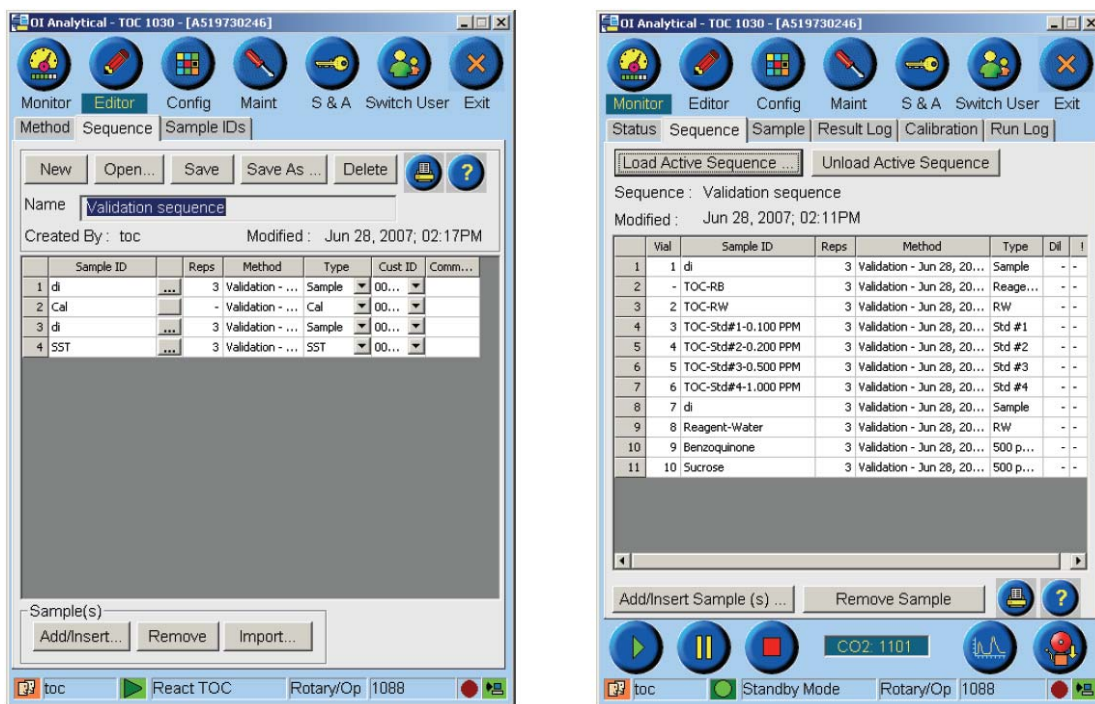 OI Analytical - TOC 1030 - [A519730246]
Monitor Editor Config Maint S & A Switch User Exit
Method Sequence Sample IDs
New Open... Save Save As ... Delete ?
Name Validation sequence
Created By : toc Modified : Jun 28, 2007; 02:17PM
Sample ID Reps Method Type Cust ID Comm...
1 di ... 3 Validation - ... Sample 00...
2 Cal - Validation - ... Cal 00...
3 di ... 3 Validation - ... Sample 00...
4 SST ... 3 Validation - ... SST 00...
Sample(s)
Add/Insert... Remove Import...
toc React TOC Rotary/Op 1088
OI Analytical - TOC 1030 - [A519730246]
Monitor Editor Config Maint S & A Switch User Exit
Status Sequence Sample Result Log Calibration Run Log
Load Active Sequence ... Unload Active Sequence
Sequence : Validation sequence
Modified : Jun 28, 2007; 02:11PM
Vial Sample ID Reps Method Type Dil !
1 1 di 3 Validation - Jun 28, 20... Sample - -
2 - TOC-RB 3 Validation - Jun 28, 20... Reage... - -
3 2 TOC-RW 3 Validation - Jun 28, 20... RW - -
4 3 TOC-Std#1-0.100 PPM 3 Validation - Jun 28, 20... Std #1 - -
5 4 TOC-Std#2-0.200 PPM 3 Validation - Jun 28, 20... Std #2 - -
6 5 TOC-Std#3-0.500 PPM 3 Validation - Jun 28, 20... Std #3 - -
7 6 TOC-Std#4-1.000 PPM 3 Validation - Jun 28, 20... Std #4 - -
8 7 di 3 Validation - Jun 28, 20... Sample - -
9 8 Reagent-Water 3 Validation - Jun 28, 20... RW - -
10 9 Benzoquinone 3 Validation - Jun 28, 20... 500 p... - -
11 10 Sucrose 3 Validation - Jun 28, 20... 500 p... - -
Add/Insert Sample (s) ... Remove Sample ?
CO2: 1101
toc Standby Mode Rotary/Op 1088